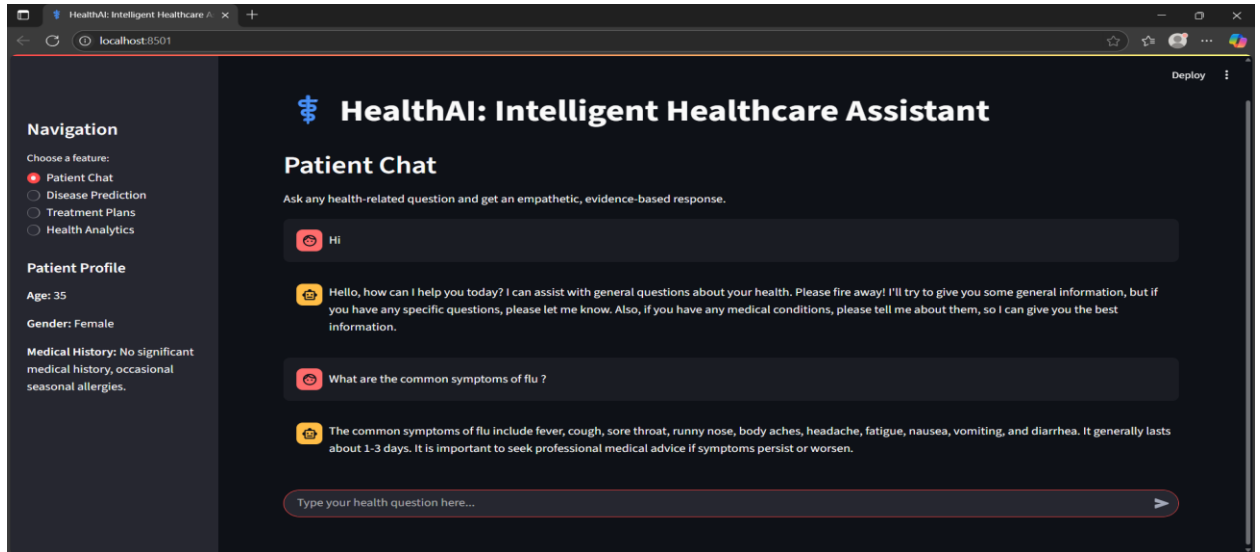 HealthAI: Intelligent Healthcare A
localhost:8501
Deploy
Navigation
Choose a feature:
Patient Chat
Disease Prediction
Treatment Plans
Health Analytics
Patient Profile
Age: 35
Gender: Female
Medical History: No significant
medical history, occasional
seasonal allergies.
HealthAI: Intelligent Healthcare Assistant
Patient Chat
Ask any health-related question and get an empathetic, evidence-based response.
Hi
Hello, how can I help you today? I can assist with general questions about your health. Please fire away! I'll try to give you some general information, but if
you have any specific questions, please let me know. Also, if you have any medical conditions, please tell me about them, so I can give you the best
information.
What are the common symptoms of flu ?
The common symptoms of flu include fever, cough, sore throat, runny nose, body aches, headache, fatigue, nausea, vomiting, and diarrhea. It generally lasts
about 1-3 days. It is important to seek professional medical advice if symptoms persist or worsen.
Type your health question here...